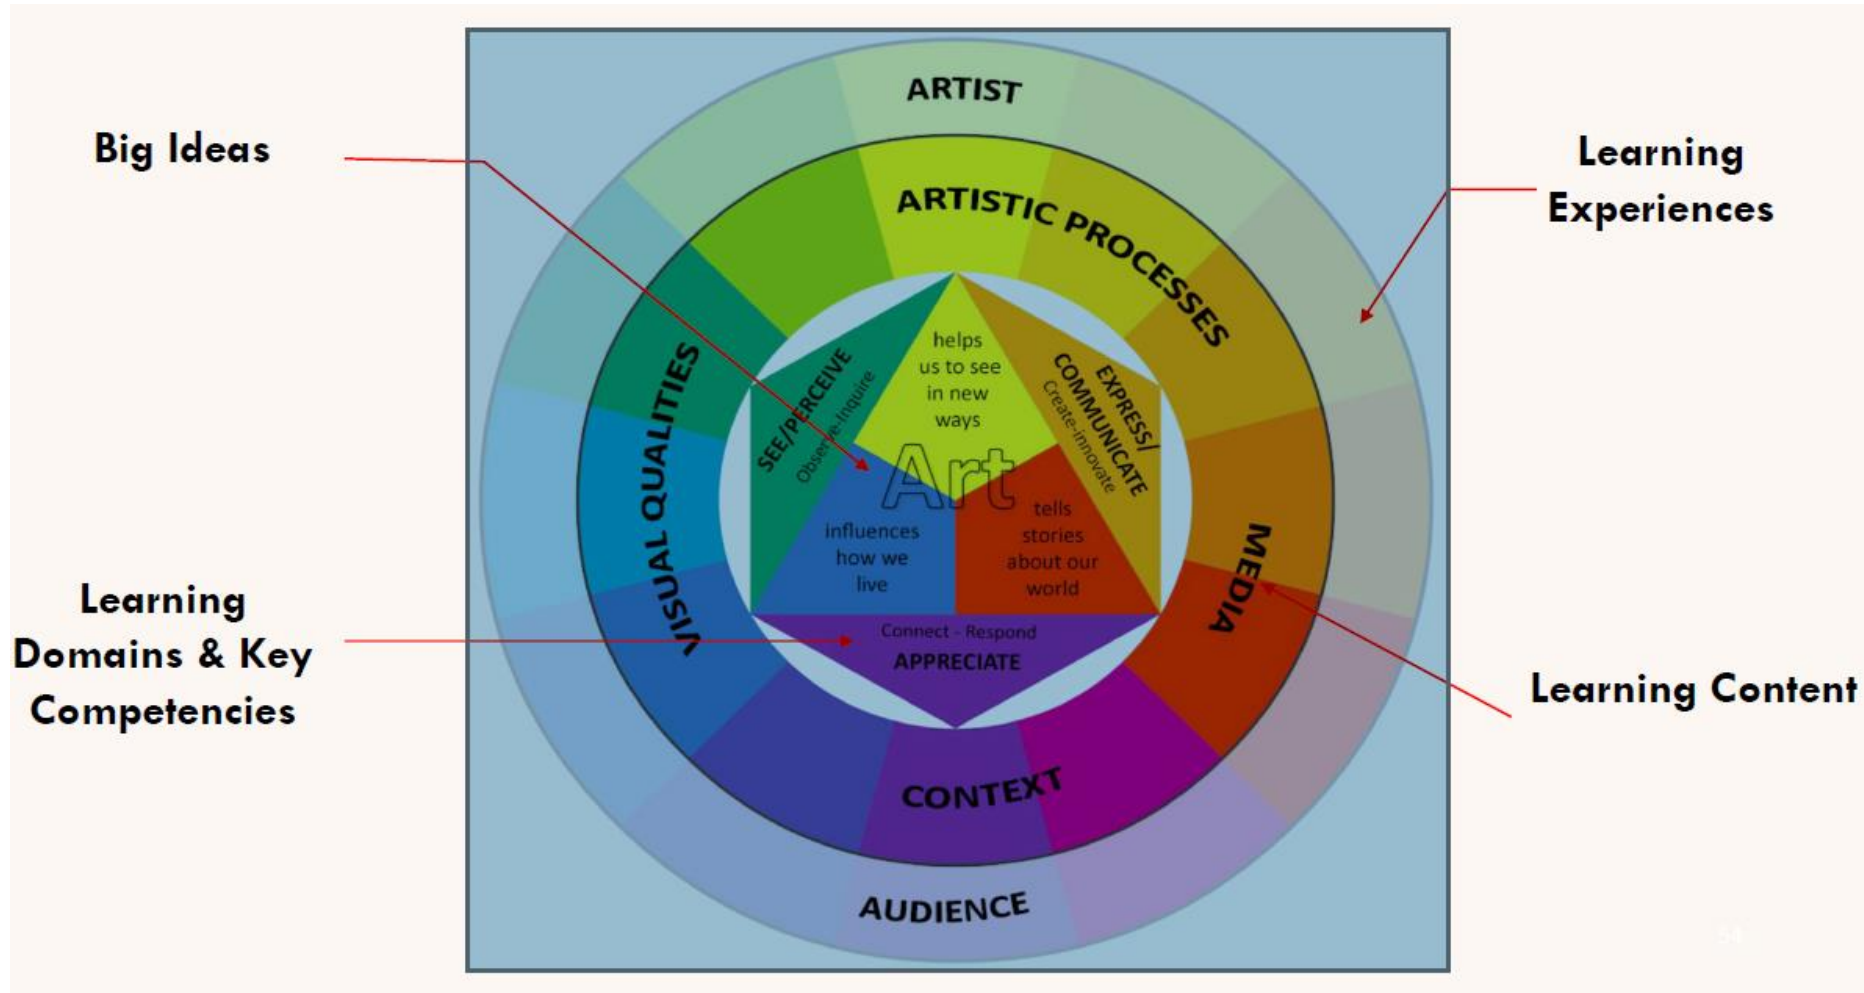 Big Ideas
Learning
Domains & Key
Competencies
ARTIST
ARTISTIC PROCESSES
VISUAL QUALITIES
MEDIA
CONTEXT
AUDIENCE
SEE/PERCEIVE
Observe-Inquire
helps
us to see
in new
ways
EXPRESS/
COMMUNICATE
Create-innovate
Art
influences
how we
live
tells
stories
about our
world
Connect - Respond
APPRECIATE
Learning
Experiences
Learning Content
54